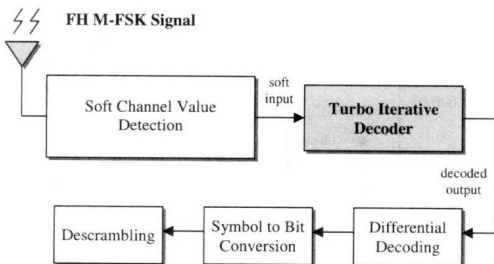 FH M-FSK Signal
Soft Channel Value
Detection
soft
input
Turbo Iterative
Decoder
decoded
output
Differential
Decoding
Symbol to Bit
Conversion
Descrambling